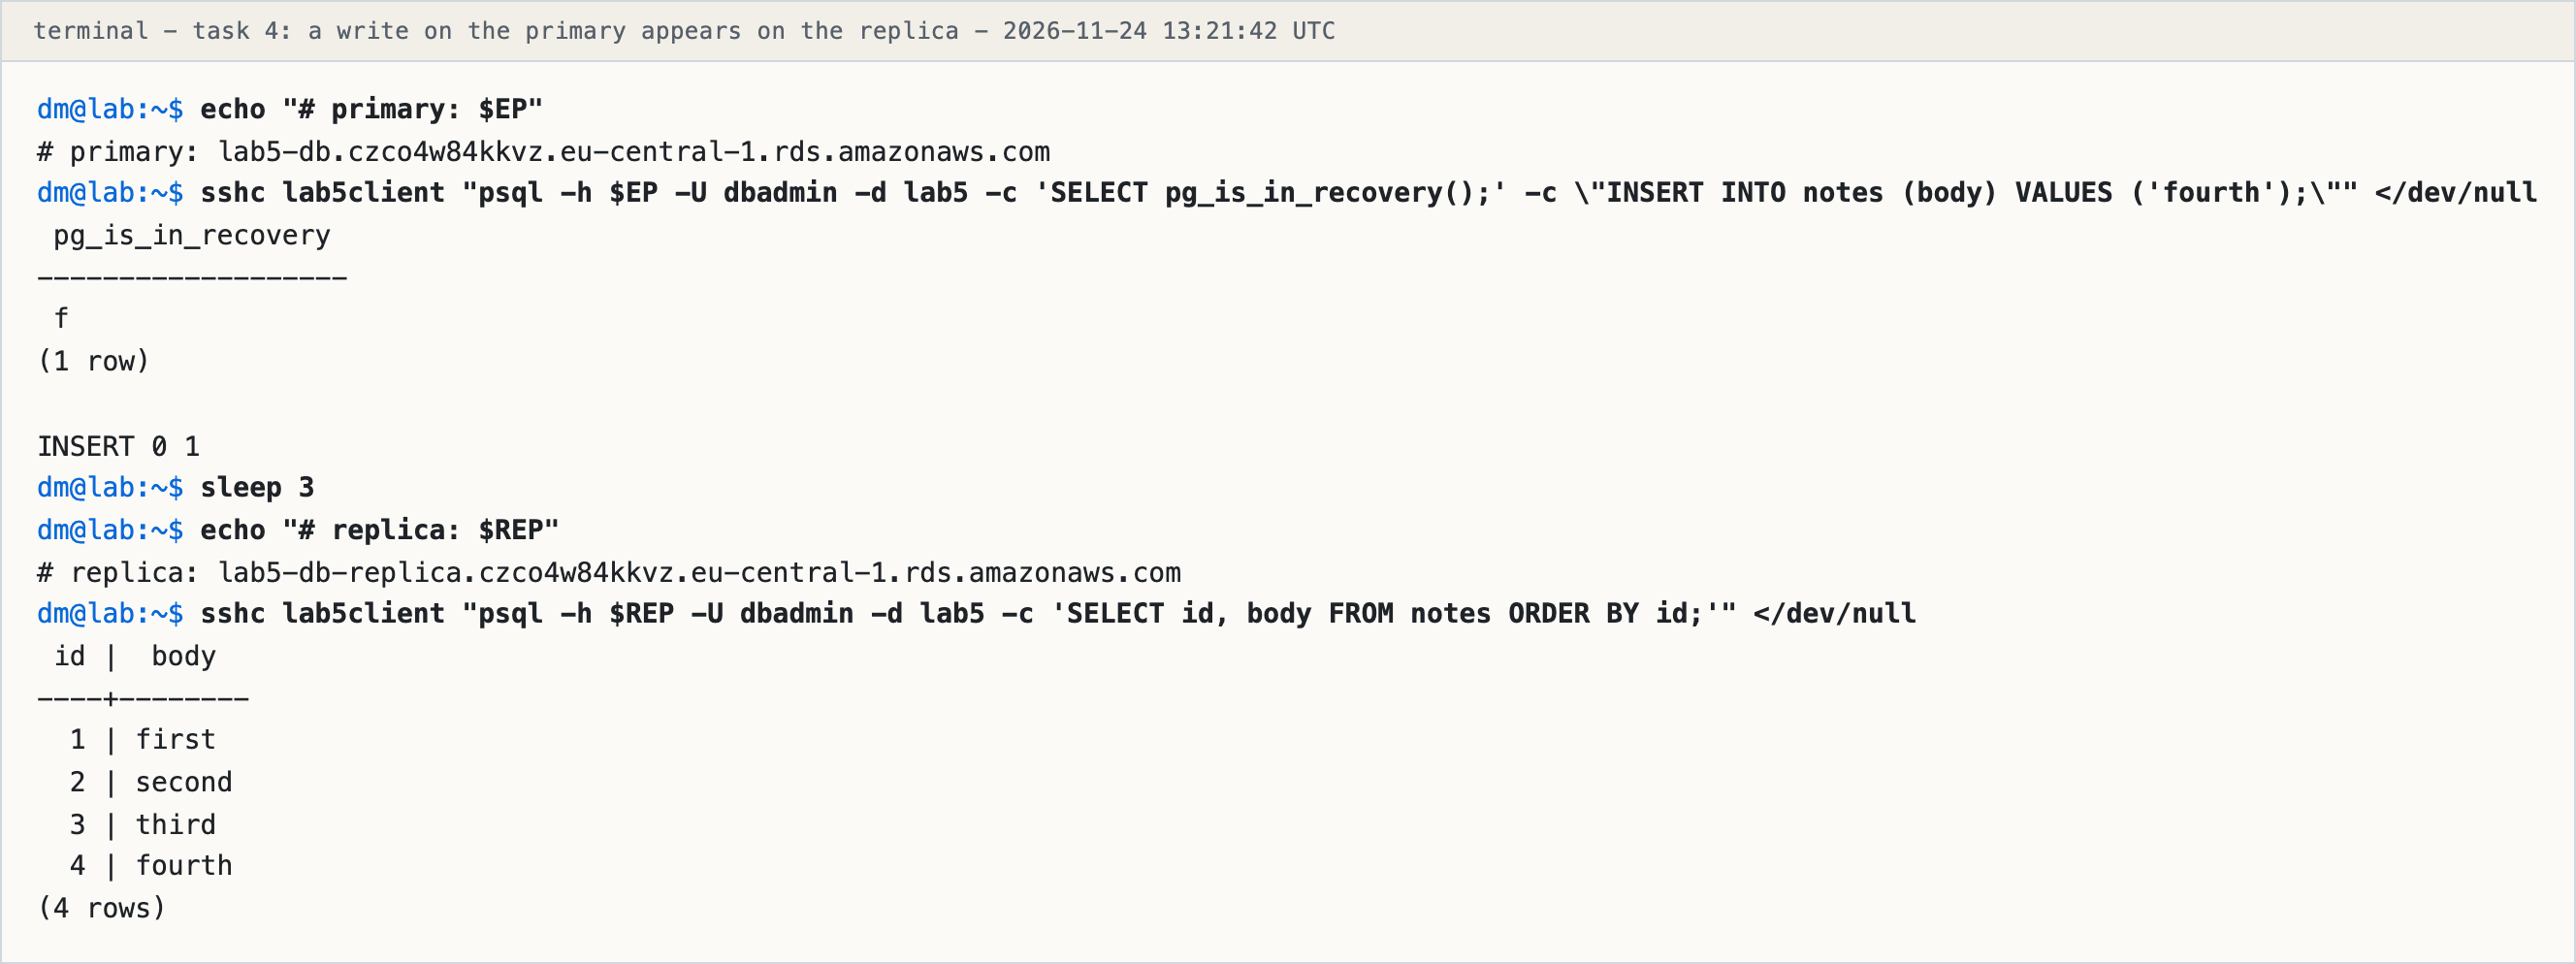 terminal — task 4: a write on the primary appears on the replica — 2026-11-24 13:21:42 UTC
dm@lab:~$ echo "# primary: $EP"
# primary: lab5-db.czco4w84kkvz.eu-central-1.rds.amazonaws.com
dm@lab:~$ sshc lab5client "psql -h $EP -U dbadmin -d lab5 -c 'SELECT pg_is_in_recovery();' -c \"INSERT INTO notes (body) VALUES ('fourth');\"" </dev/null
 pg_is_in_recovery
-------------------
 f
(1 row)

INSERT 0 1
dm@lab:~$ sleep 3
dm@lab:~$ echo "# replica: $REP"
# replica: lab5-db-replica.czco4w84kkvz.eu-central-1.rds.amazonaws.com
dm@lab:~$ sshc lab5client "psql -h $REP -U dbadmin -d lab5 -c 'SELECT id, body FROM notes ORDER BY id;'" </dev/null
 id |  body
----+--------
  1 | first
  2 | second
  3 | third
  4 | fourth
(4 rows)